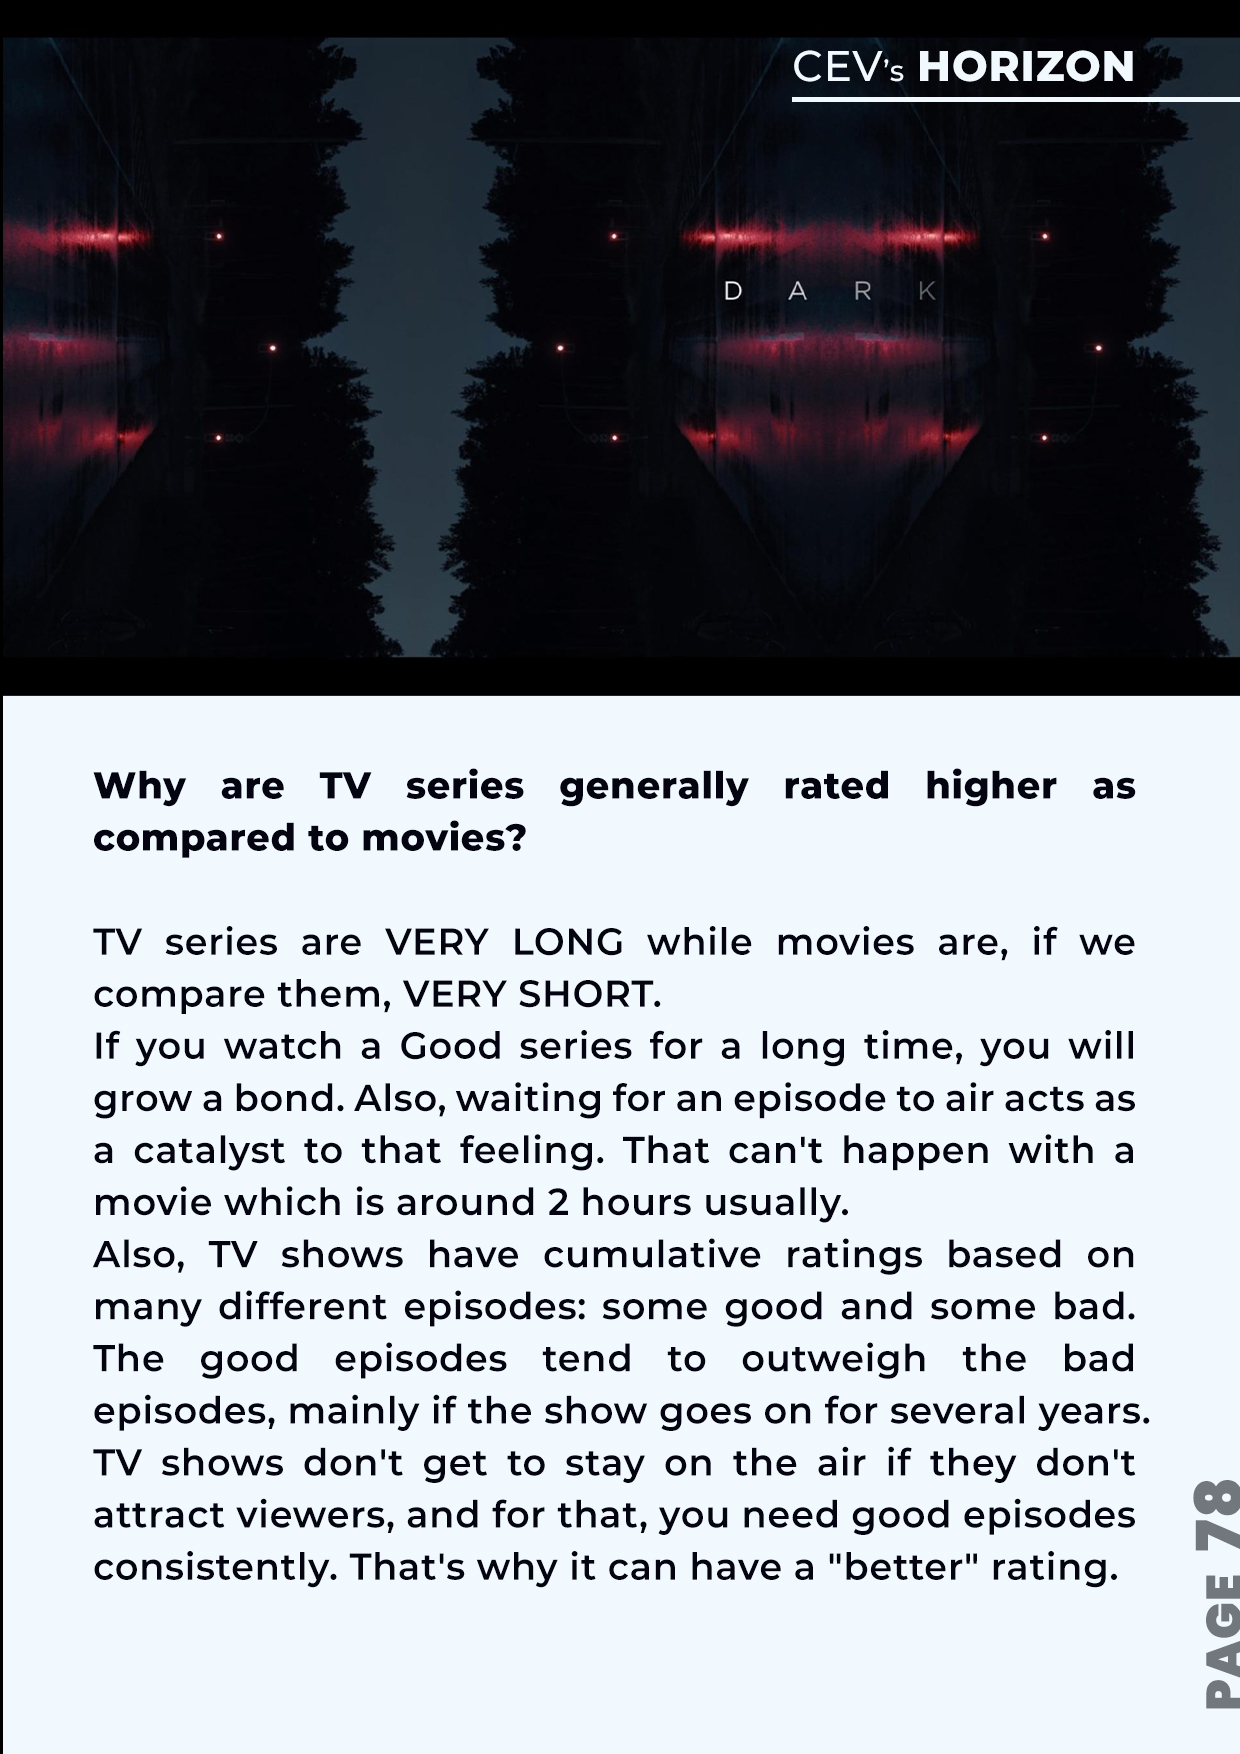 CEV's HORIZON
D A R K
Why are TV series generally rated higher as
compared to movies?
TV series are VERY LONG while movies are, if we
compare them, VERY SHORT.
If you watch a Good series for a long time, you will
grow a bond. Also, waiting for an episode to air acts as
a catalyst to that feeling. That can't happen with a
movie which is around 2 hours usually.
Also, TV shows have cumulative ratings based on
many different episodes: some good and some bad.
The good episodes tend to outweigh the bad
episodes, mainly if the show goes on for several years.
TV shows don't get to stay on the air if they don't
attract viewers, and for that, you need good episodes
consistently. That's why it can have a "better" rating.
PAGE 78